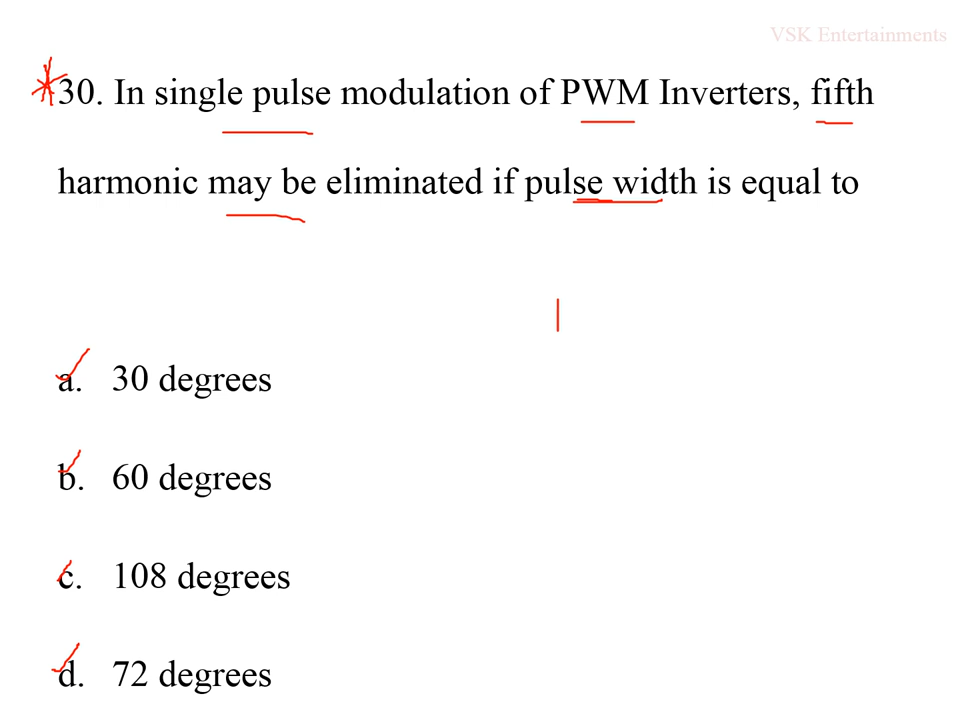 VSK Entertainments
30. In single pulse modulation of PWM Inverters, fifth
harmonic may be eliminated if pulse width is equal to
a. 30 degrees
b. 60 degrees
c. 108 degrees
d. 72 degrees